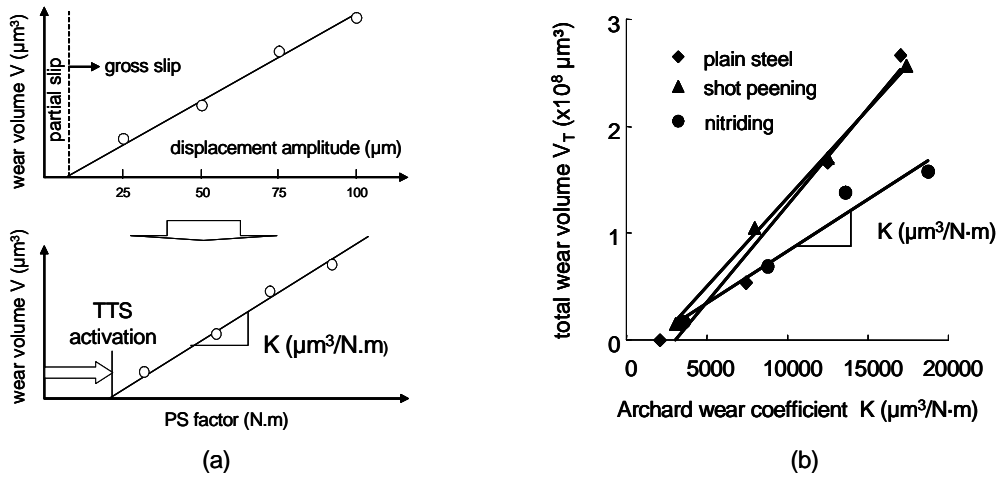 wear volume V (µm³)
partial slip
gross slip
displacement amplitude (µm)
25 50 75 100
wear volume V (µm³)
TTS
activation
K (µm³/N.m)
PS factor (N.m)
(a)
total wear volume V_T (x10⁸ µm³)
3
2
1
0
plain steel
shot peening
nitriding
K (µm³/N·m)
0 5000 10000 15000 20000
Archard wear coefficient K (µm³/N·m)
(b)